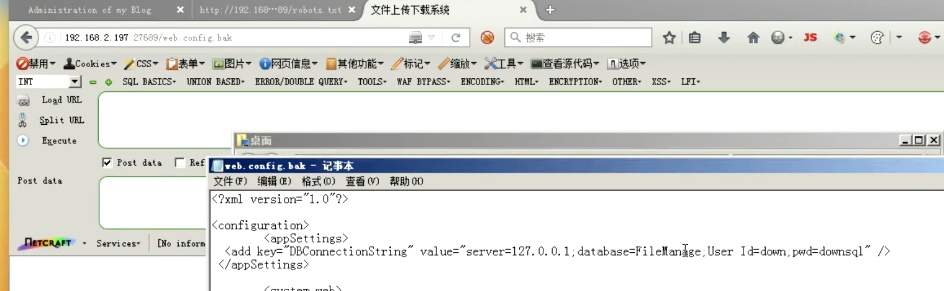 Administration of my Blog × http://192.168···89/robots.txt × 文件上传下载系统 × +
192.168.2.197:27689/web.config.bak 搜索 JS
禁用 Cookies CSS 表单 图片 网页信息 其他功能 标记 缩放 工具 查看源代码 选项
INT SQL BASICS UNION BASED ERROR/DOUBLE QUERY TOOLS WAF BYPASS ENCODING HTML ENCRYPTION OTHER XSS LFI
Load URL
Split URL
Execute
桌面
Post data Ref
web.config.bak - 记事本
Post data
文件(F) 编辑(E) 格式(O) 查看(V) 帮助(H)
<?xml version="1.0"?>
<configuration>
NETCRAFT Services [No inform
<appSettings>
<add key="DBConnectionString" value="server=127.0.0.1;database=FileManage;User Id=down;pwd=downsql" />
</appSettings>
<system.web>